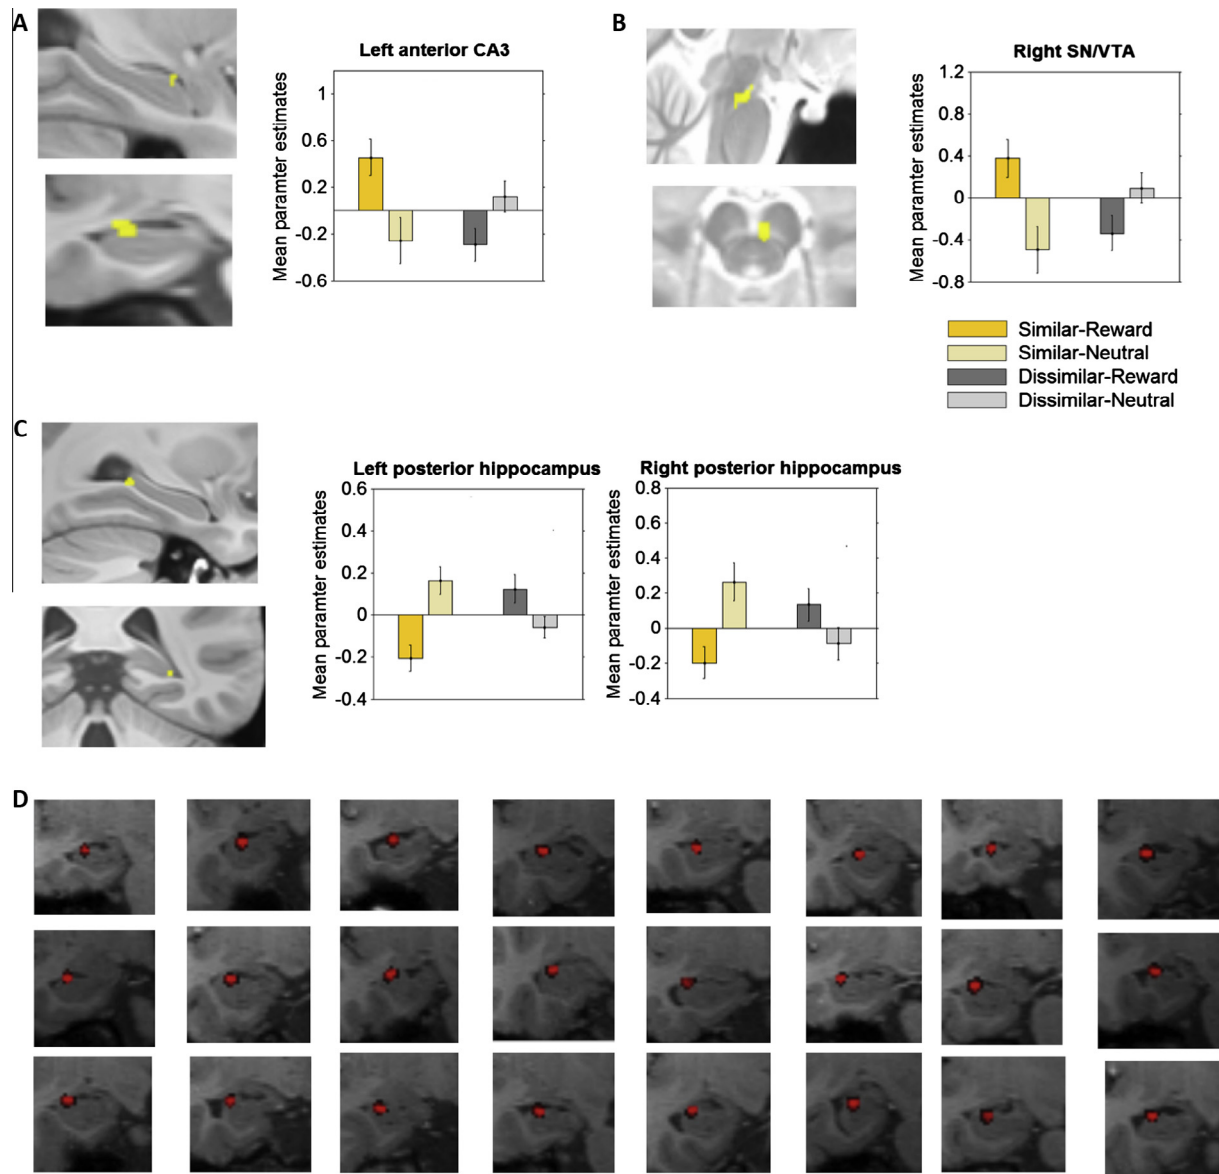 A
Left anterior CA3
Mean paramter estimates
1
0.6
0.2
-0.2
-0.6
B
Right SN/VTA
Mean paramter estimates
1.2
0.8
0.4
0
-0.4
-0.8
Similar-Reward
Similar-Neutral
Dissimilar-Reward
Dissimilar-Neutral
C
Left posterior hippocampus
Mean paramter estimates
0.6
0.4
0.2
0
-0.2
-0.4
Right posterior hippocampus
Mean paramter estimates
0.8
0.6
0.4
0.2
0
-0.2
-0.4
D